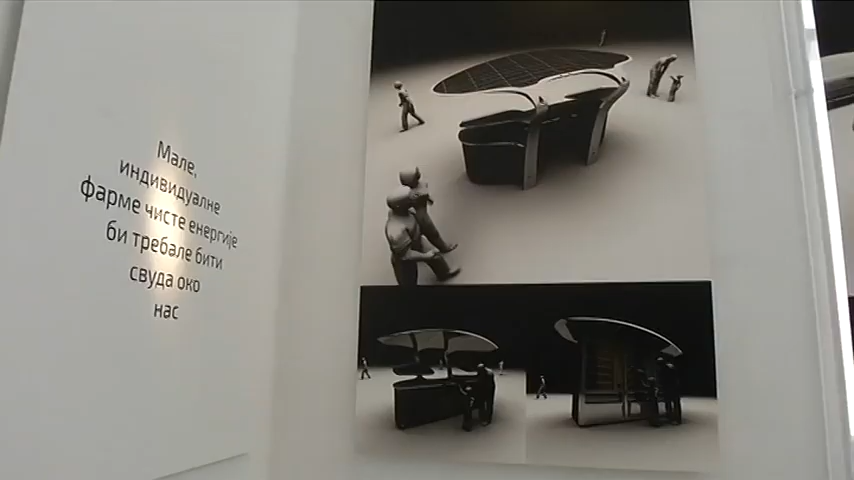 Мале,
индивидуалне
фарме чисте енергије
би требале бити
свуда око
нас